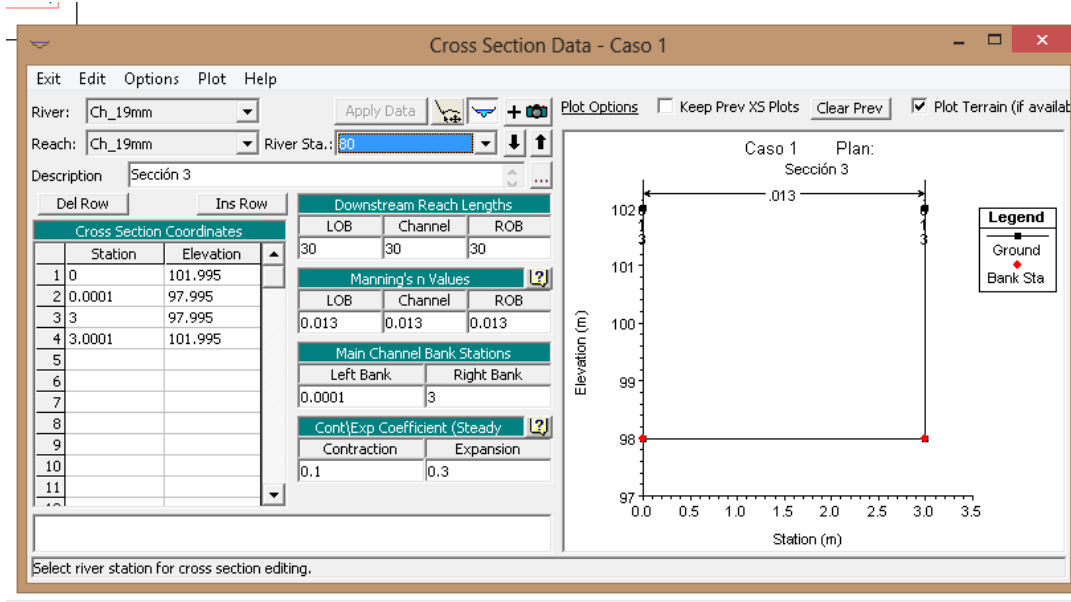 Cross Section Data - Caso 1
Exit Edit Options Plot Help
River: Ch_19mm Apply Data
Reach: Ch_19mm River Sta.: 80
Description Sección 3 ...
Del Row Ins Row
Cross Section Coordinates
Station Elevation
1 0 101.995
2 0.0001 97.995
3 3 97.995
4 3.0001 101.995
5
6
7
8
9
10
11
Downstream Reach Lengths
LOB Channel ROB
30 30 30
Manning's n Values
LOB Channel ROB
0.013 0.013 0.013
Main Channel Bank Stations
Left Bank Right Bank
0.0001 3
Cont\Exp Coefficient (Steady
Contraction Expansion
0.1 0.3
Plot Options Keep Prev XS Plots Clear Prev Plot Terrain (if availab
Caso 1 Plan:
Sección 3
.013
102
101
100
99
98
97
0.0 0.5 1.0 1.5 2.0 2.5 3.0 3.5
Elevation (m)
Station (m)
Legend
Ground
Bank Sta
Select river station for cross section editing.